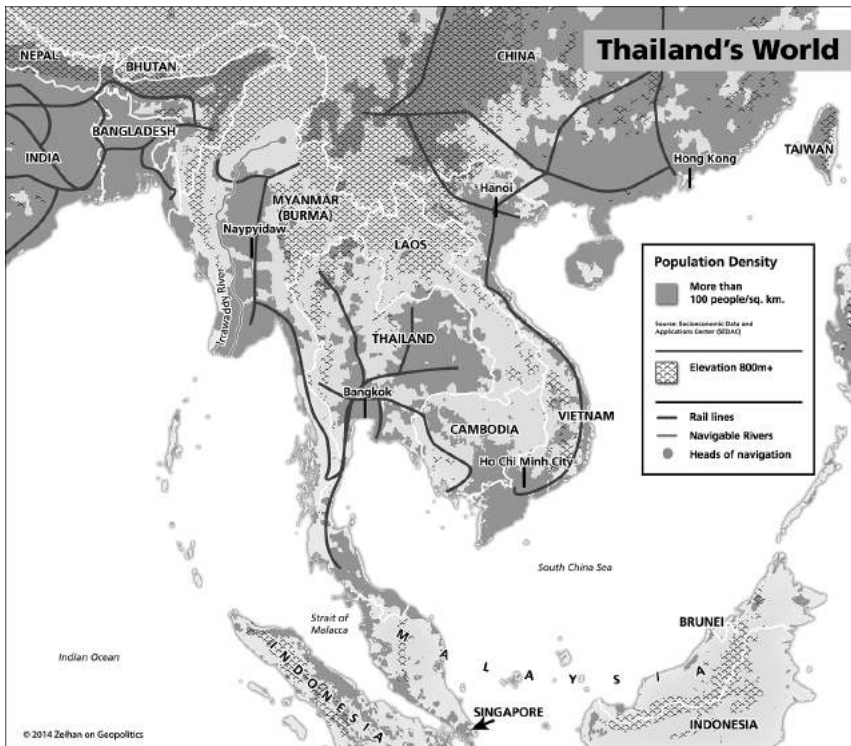 Thailand's World
NEPAL
BHUTAN
CHINA
BANGLADESH
INDIA
TAIWAN
Hong Kong
Hanoi
MYANMAR
(BURMA)
Naypyidaw
LAOS
Irrawaddy River
THAILAND
Bangkok
CAMBODIA
VIETNAM
Ho Chi Minh City
Population Density
More than
100 people/sq. km.
Source: Socioeconomic Data and
Applications Center (SEDAC)
Elevation 800m+
Rail lines
Navigable Rivers
Heads of navigation
South China Sea
Strait of
Malacca
Indian Ocean
MALAYSIA
BRUNEI
INDONESIA
SINGAPORE
INDONESIA
© 2014 Zeihan on Geopolitics